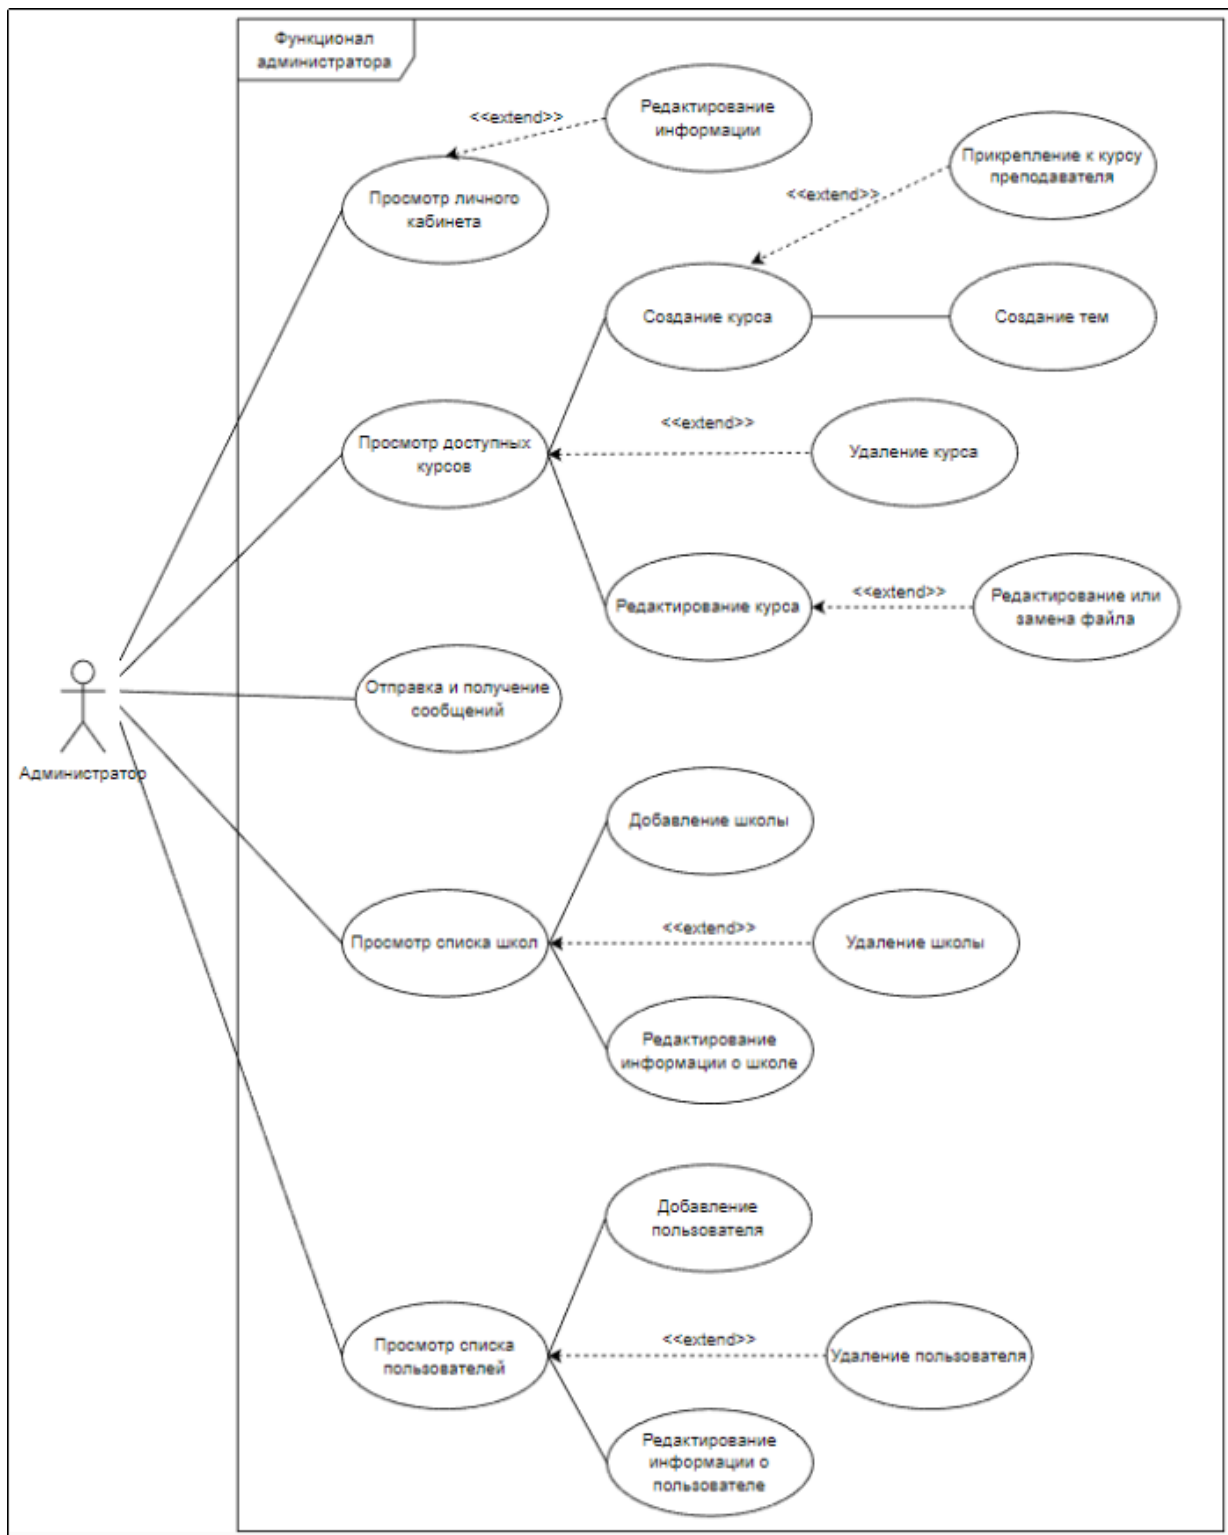 Функционал
администратора
<<extend>>
Редактирование
информации
Прикрепление к курсу
преподавателя
<<extend>>
Просмотр личного
кабинета
Создание курса
Создание тем
<<extend>>
Просмотр доступных
курсов
Удаление курса
Редактирование курса
<<extend>>
Редактирование или
замена файла
Отправка и получение
сообщений
Администратор
Добавление школы
<<extend>>
Просмотр списка школ
Удаление школы
Редактирование
информации о школе
Добавление
пользователя
<<extend>>
Просмотр списка
пользователей
Удаление пользователя
Редактирование
информации о
пользователе